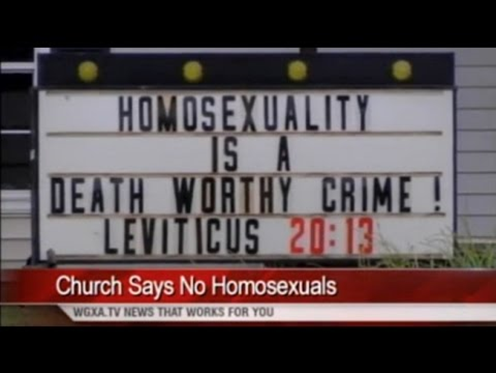 HOMOSEXUALITY
IS A
DEATH WORTHY CRIME !
LEVITICUS 20:13
Church Says No Homosexuals
WGXA.TV NEWS THAT WORKS FOR YOU